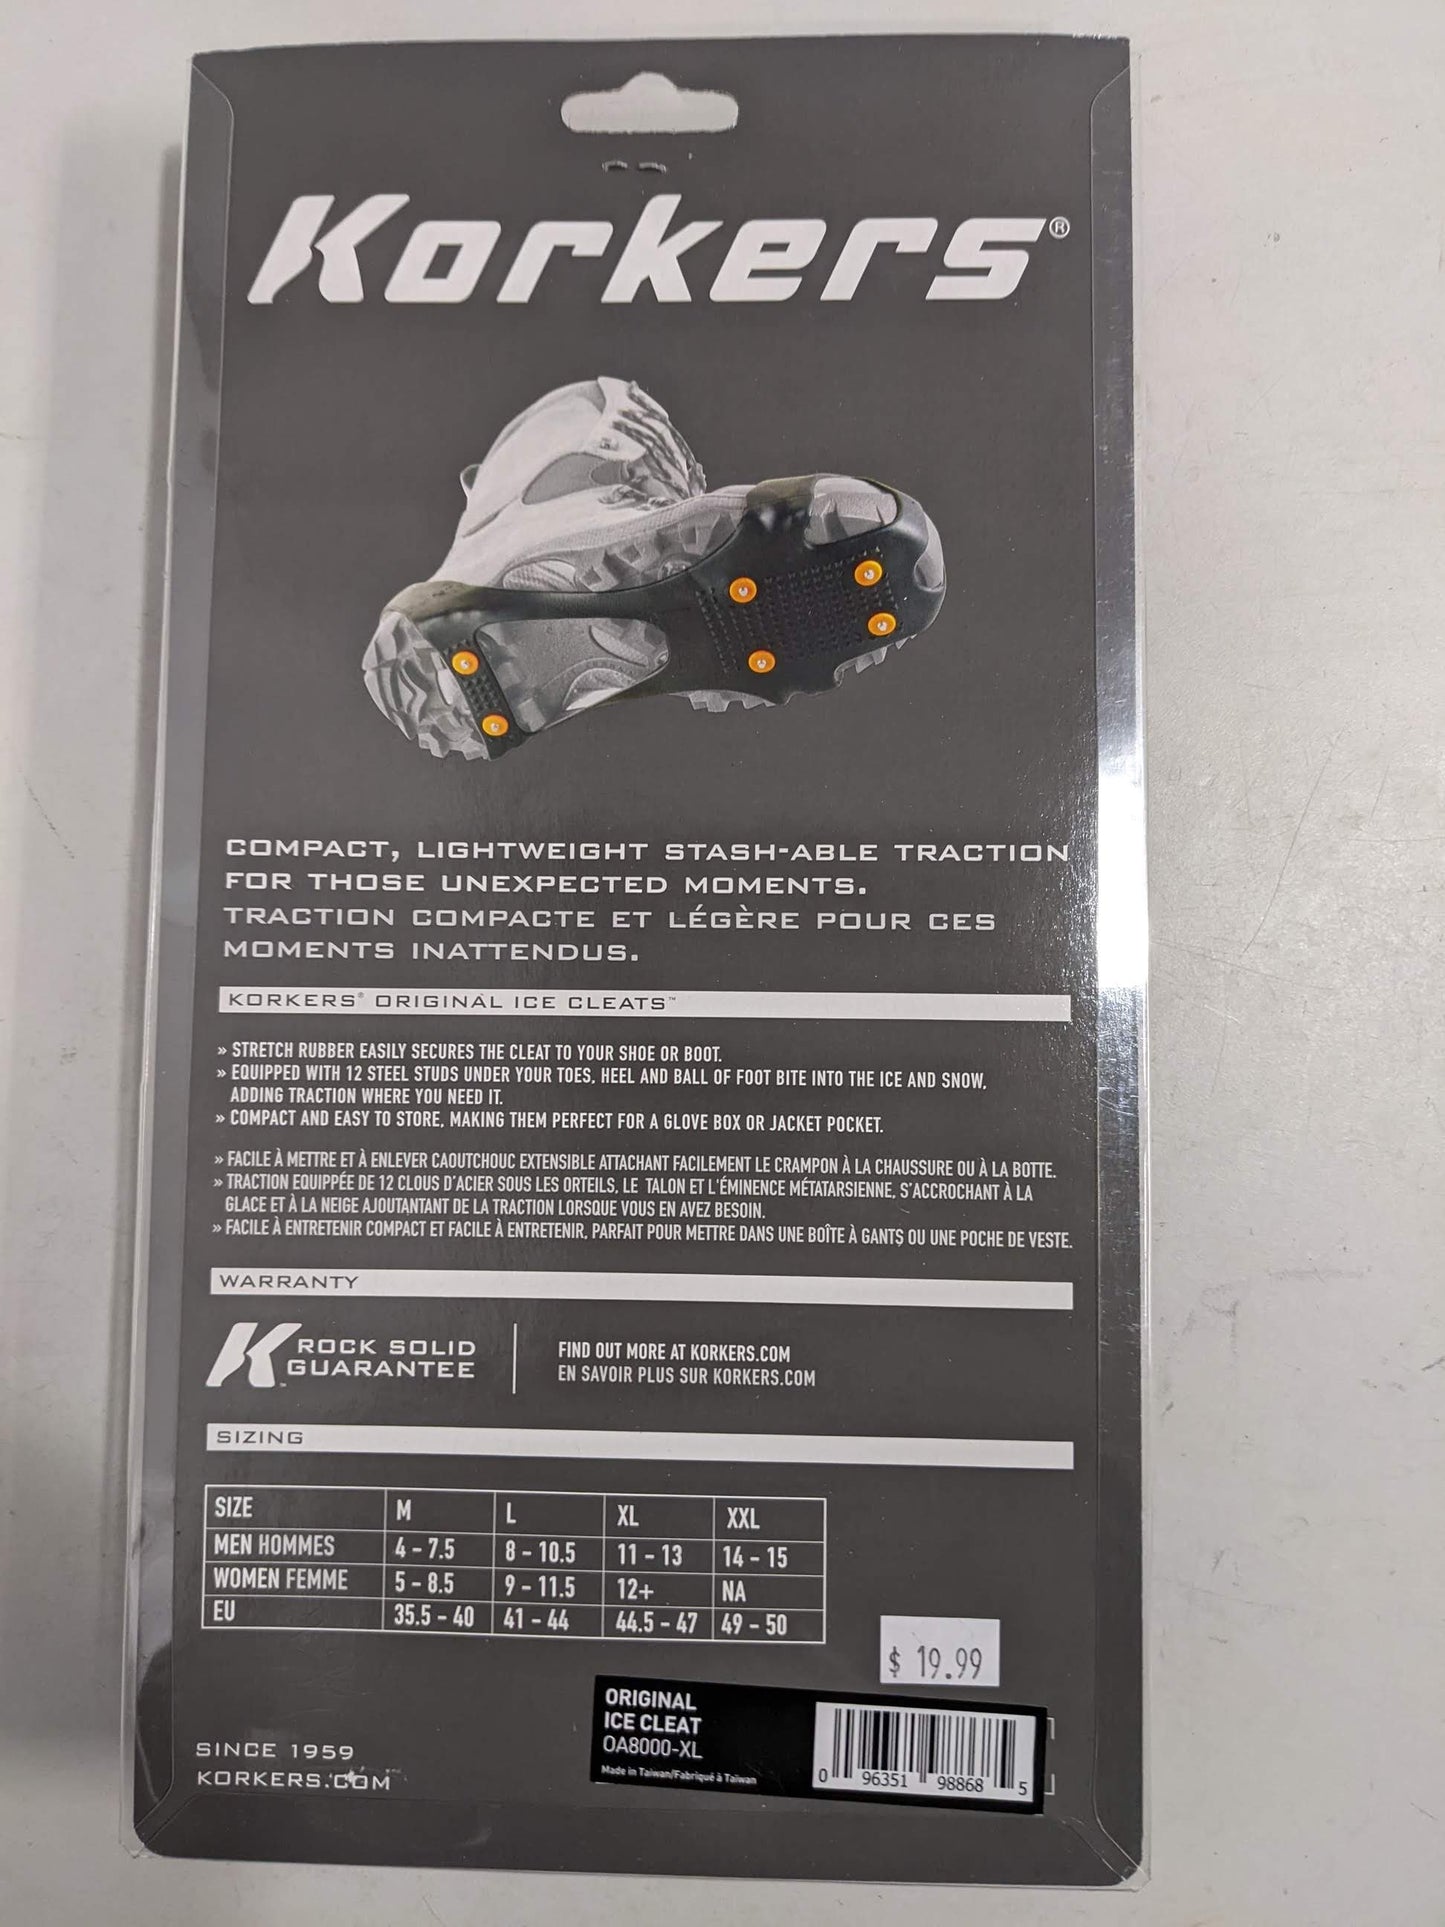 Korkers®
COMPACT, LIGHTWEIGHT STASH-ABLE TRACTION
FOR THOSE UNEXPECTED MOMENTS.
TRACTION COMPACTE ET LÉGÈRE POUR CES
MOMENTS INATTENDUS.
KORKERS® ORIGINAL ICE CLEATS™
» STRETCH RUBBER EASILY SECURES THE CLEAT TO YOUR SHOE OR BOOT.
» EQUIPPED WITH 12 STEEL STUDS UNDER YOUR TOES, HEEL AND BALL OF FOOT BITE INTO THE ICE AND SNOW,
ADDING TRACTION WHERE YOU NEED IT.
» COMPACT AND EASY TO STORE, MAKING THEM PERFECT FOR A GLOVE BOX OR JACKET POCKET.
» FACILE À METTRE ET À ENLEVER CAOUTCHOUC EXTENSIBLE ATTACHANT FACILEMENT LE CRAMPON À LA CHAUSSURE OU À LA BOTTE.
» TRACTION EQUIPPÉE DE 12 CLOUS D'ACIER SOUS LES ORTEILS, LE TALON ET L'ÉMINENCE MÉTATARSIENNE, S'ACCROCHANT À LA
GLACE ET À LA NEIGE AJOUTANTANT DE LA TRACTION LORSQUE VOUS EN AVEZ BESOIN.
» FACILE À ENTRETENIR COMPACT ET FACILE À ENTRETENIR, PARFAIT POUR METTRE DANS UNE BOÎTE À GANTS OU UNE POCHE DE VESTE.
WARRANTY
K ROCK SOLID
GUARANTEE™
FIND OUT MORE AT KORKERS.COM
EN SAVOIR PLUS SUR KORKERS.COM
SIZING
SIZE M L XL XXL
MEN HOMMES 4 – 7.5 8 – 10.5 11 – 13 14 – 15
WOMEN FEMME 5 – 8.5 9 – 11.5 12+ NA
EU 35.5 – 40 41 – 44 44.5 – 47 49 – 50
$ 19.99
ORIGINAL
ICE CLEAT
OA8000-XL
Made in Taiwan/Fabriqué à Taiwan
0 96351 98868 5
SINCE 1959
KORKERS.COM